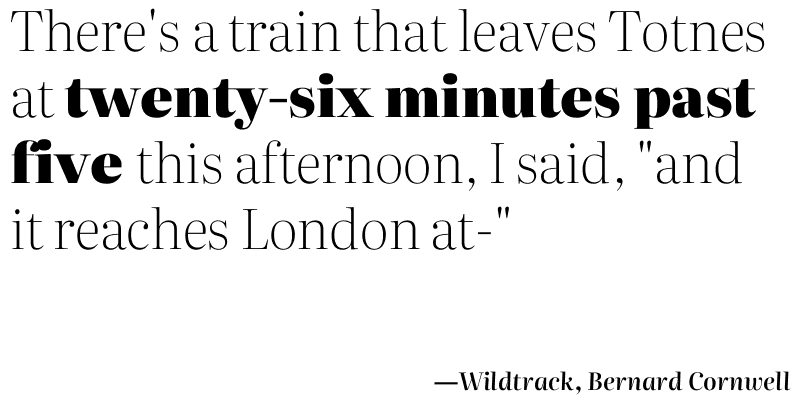 There's a train that leaves Totnes
at twenty-six minutes past
five this afternoon, I said, "and
it reaches London at-"
—Wildtrack, Bernard Cornwell